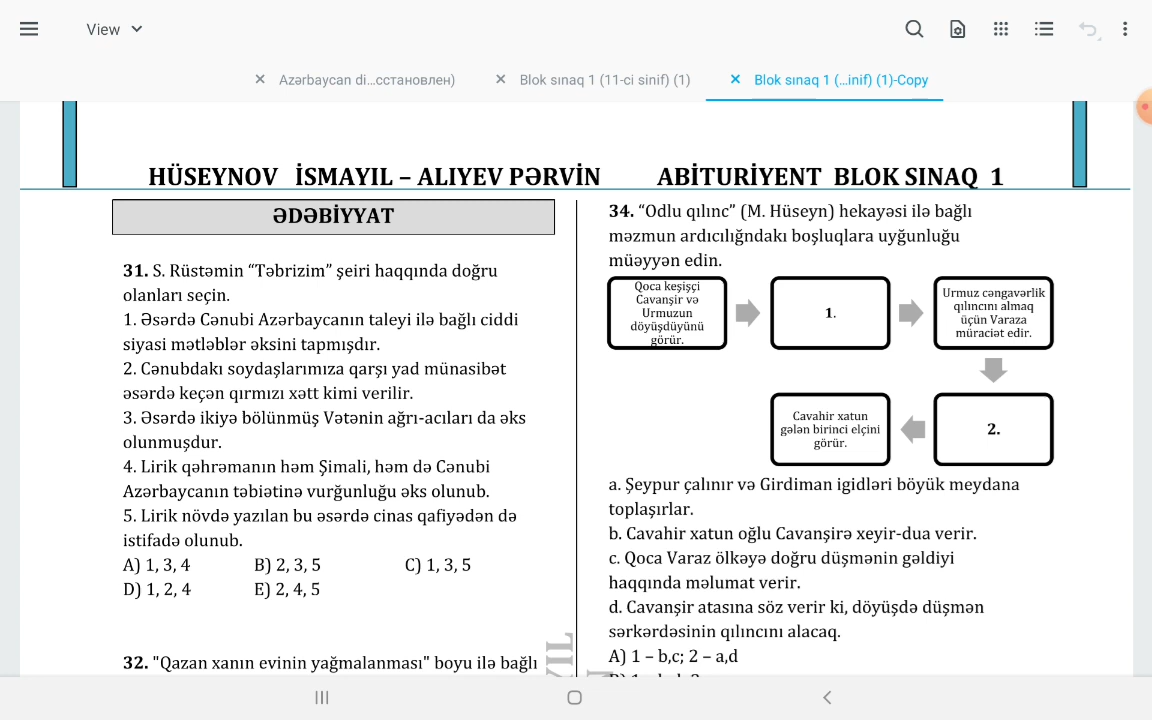 View
Azərbaycan di...сстановлен)
Blok sınaq 1 (11-ci sinif) (1)
Blok sınaq 1 (...inif) (1)-Copy
HÜSEYNOV İSMAYIL – ALIYEV PƏRVİN ABİTURİYENT BLOK SINAQ 1
ƏDƏBİYYAT
31. S. Rüstəmin “Təbrizim” şeiri haqqında doğru
olanları seçin.
1. Əsərdə Cənubi Azərbaycanın taleyi ilə bağlı ciddi
siyasi mətləblər əksini tapmışdır.
2. Cənubdakı soydaşlarımıza qarşı yad münasibət
əsərdə keçən qırmızı xətt kimi verilir.
3. Əsərdə ikiyə bölünmüş Vətənin ağrı-acıları da əks
olunmuşdur.
4. Lirik qəhrəmanın həm Şimali, həm də Cənubi
Azərbaycanın təbiətinə vurğunluğu əks olunub.
5. Lirik növdə yazılan bu əsərdə cinas qafiyədən də
istifadə olunub.
A) 1, 3, 4 B) 2, 3, 5 C) 1, 3, 5
D) 1, 2, 4 E) 2, 4, 5
32. "Qazan xanın evinin yağmalanması" boyu ilə bağlı
34. “Odlu qılınc” (M. Hüseyn) hekayəsi ilə bağlı
məzmun ardıcılığndakı boşluqlara uyğunluğu
müəyyən edin.
Qoca keşişçi
Cavanşir və
Urmuzun
döyüşdüyünü
görür.
1.
Urmuz cəngavərlik
qılıncını almaq
üçün Varaza
müraciət edir.
2.
Cavahir xatun
gələn birinci elçini
görür.
a. Şeypur çalınır və Girdiman igidləri böyük meydana
toplaşırlar.
b. Cavahir xatun oğlu Cavanşirə xeyir-dua verir.
c. Qoca Varaz ölkəyə doğru düşmənin gəldiyi
haqqında məlumat verir.
d. Cavanşir atasına söz verir ki, döyüşdə düşmən
sərkərdəsinin qılıncını alacaq.
A) 1 – b,c; 2 – a,d